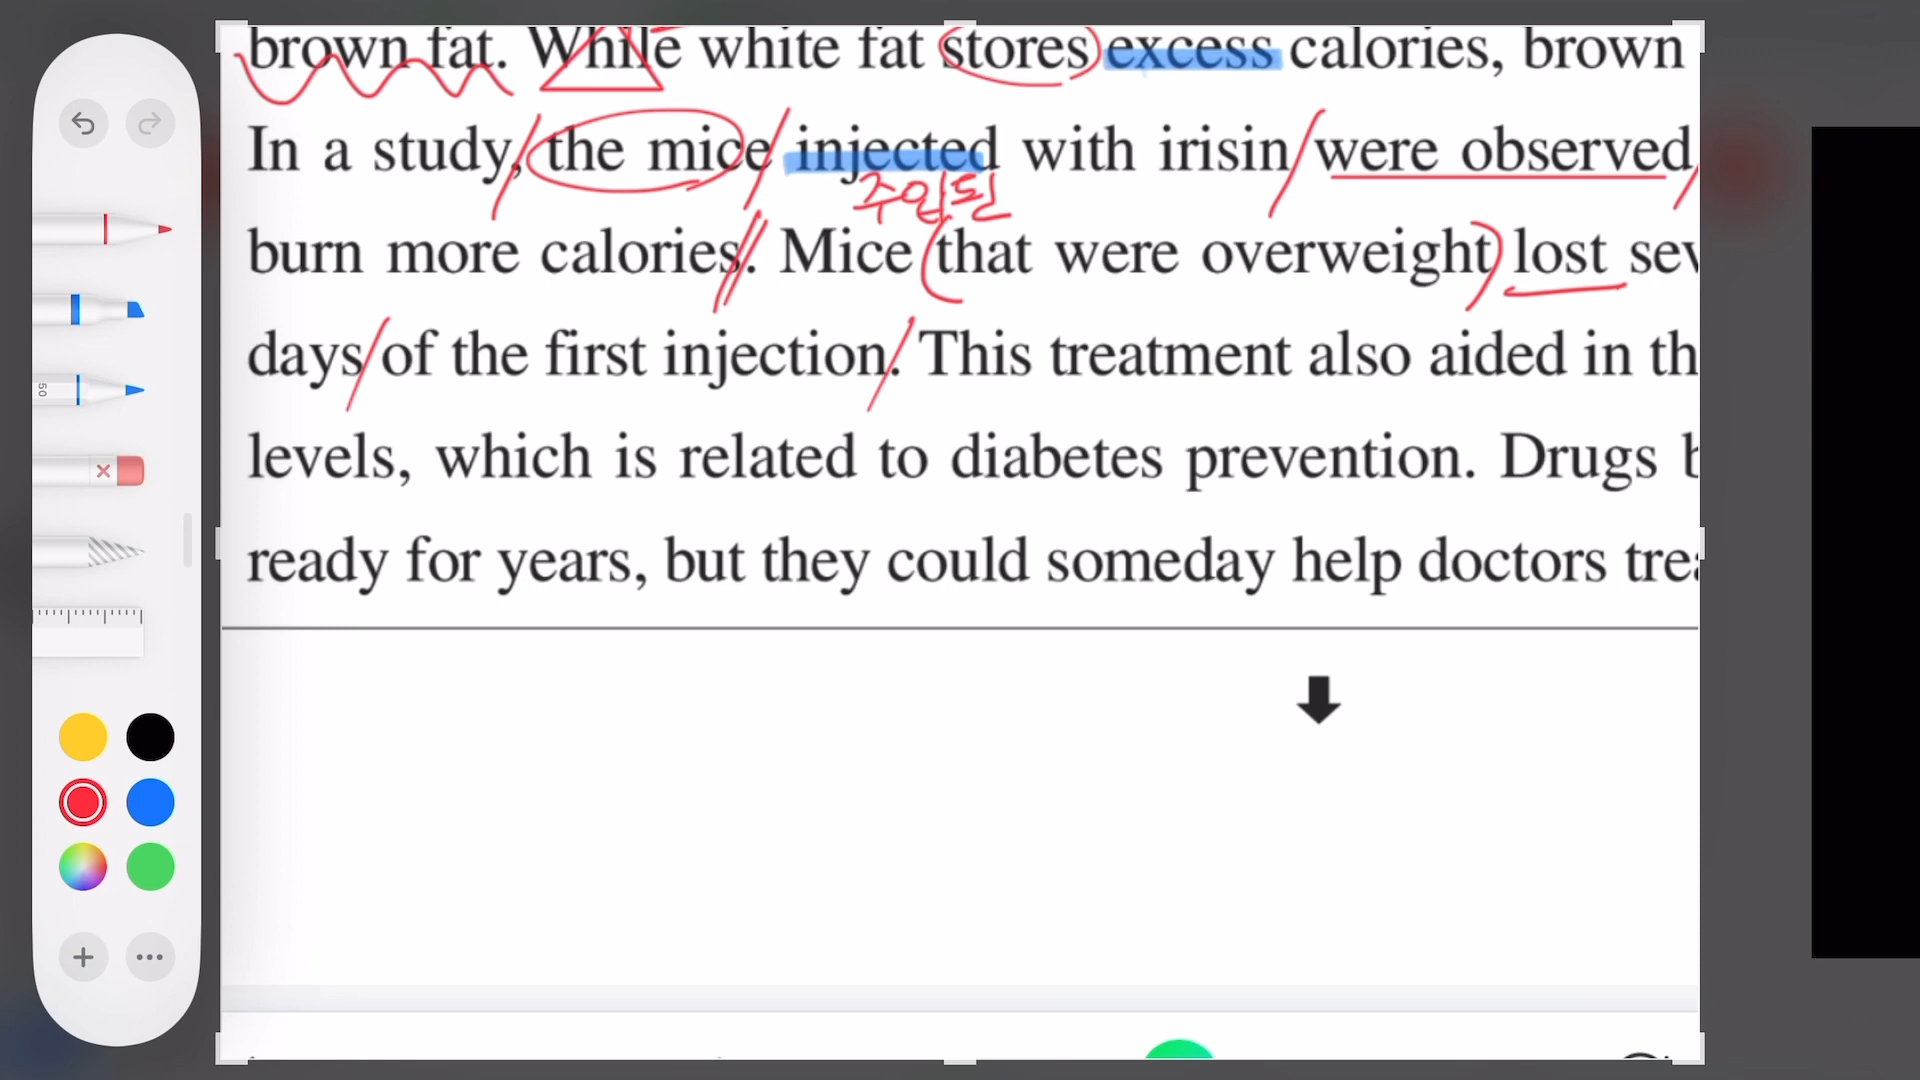 brown fat. While white fat stores excess calories, brown
In a study, the mice injected with irisin were observed,
주입된
burn more calories. Mice that were overweight lost sev
days of the first injection. This treatment also aided in th
levels, which is related to diabetes prevention. Drugs b
ready for years, but they could someday help doctors trea
50